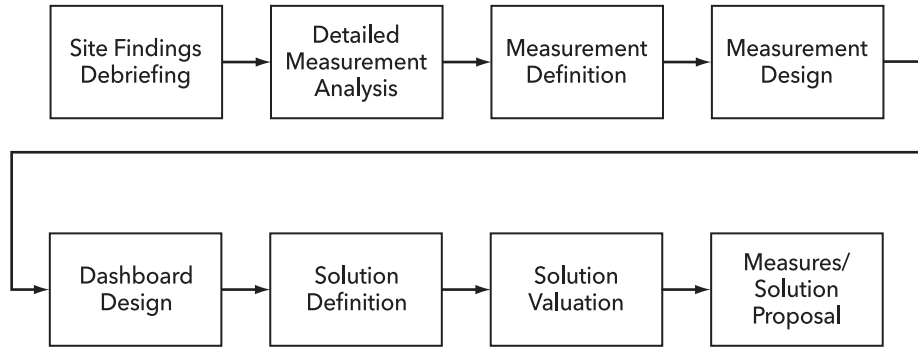 Site Findings
Debriefing
Detailed
Measurement
Analysis
Measurement
Definition
Measurement
Design
Dashboard
Design
Solution
Definition
Solution
Valuation
Measures/
Solution
Proposal